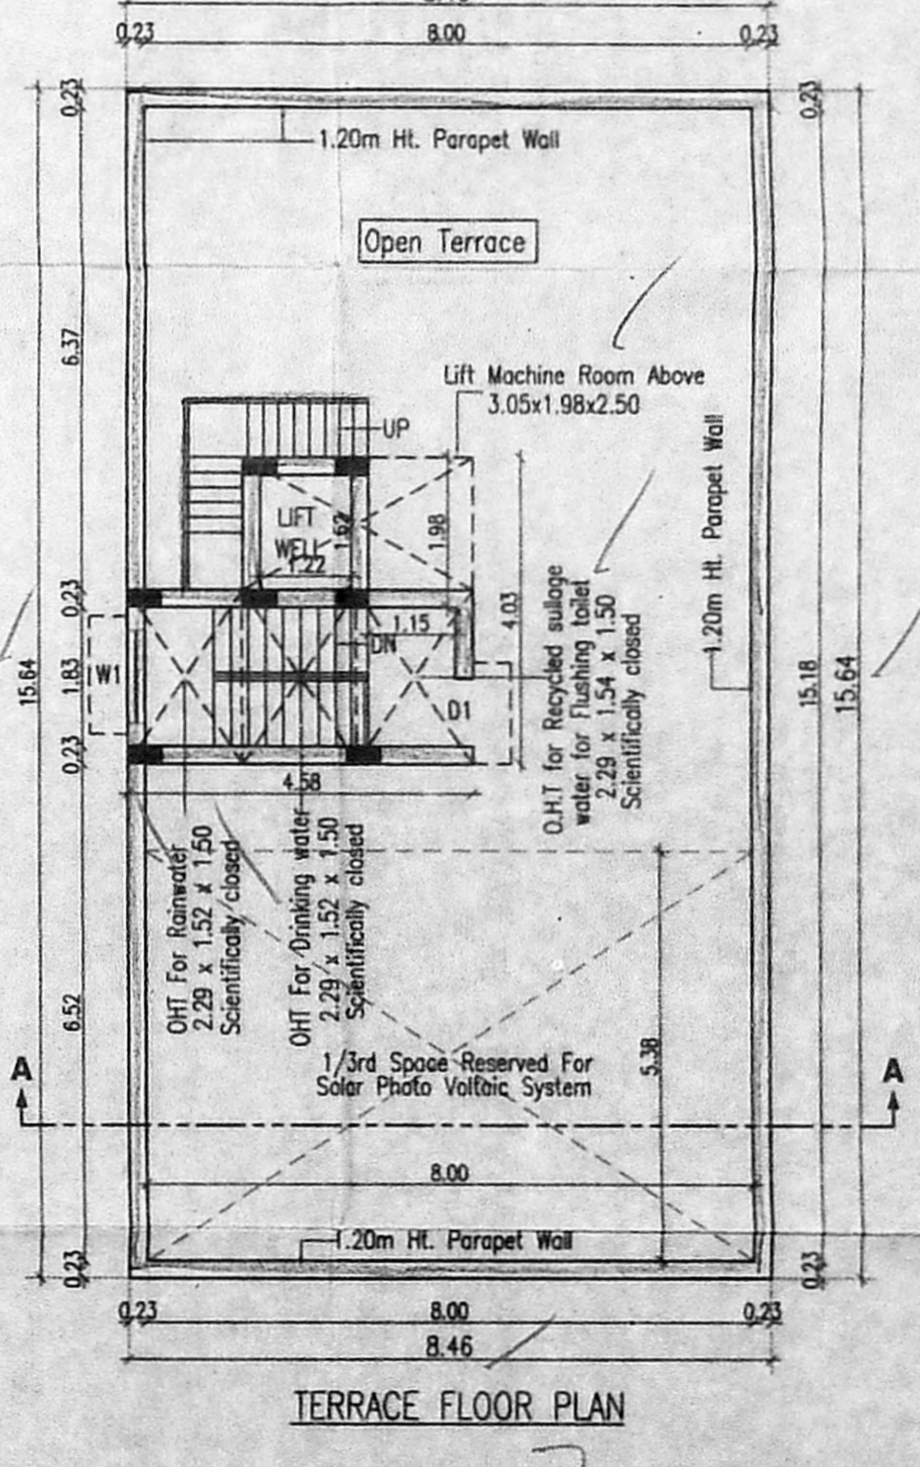 0.23 8.00 0.23
0.23
0.23
1.20m Ht. Parapet Wall
Open Terrace
6.37
Lift Machine Room Above
3.05x1.98x2.50
UP
LIFT
WELL
1.62
1.22
1.98
4.03
1.20m Ht. Parapet Wall
0.23
1.15
DN
W1
1.83
D1
15.64
15.18
15.64
O.H.T for Recycled sullage
water for Flushing toilet
2.29 x 1.54 x 1.50
Scientifically closed
0.23
4.58
OHT For Rainwater
2.29 x 1.52 x 1.50
Scientifically closed
OHT For Drinking water
2.29 x 1.52 x 1.50
Scientifically closed
6.52
5.38
1/3rd Space Reserved For
Solar Photo Voltaic System
A
A
8.00
1.20m Ht. Parapet Wall
0.23
0.23
0.23 8.00 0.23
8.46
TERRACE FLOOR PLAN